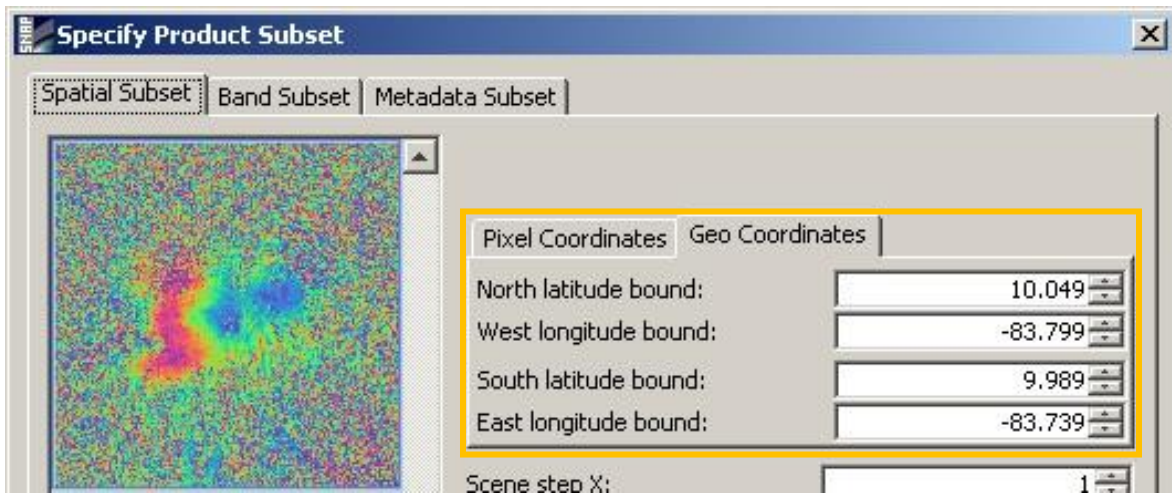 SNAP Specify Product Subset
Spatial Subset Band Subset Metadata Subset
Pixel Coordinates Geo Coordinates
North latitude bound: 10.049
West longitude bound: -83.799
South latitude bound: 9.989
East longitude bound: -83.739
Scene step X: 1